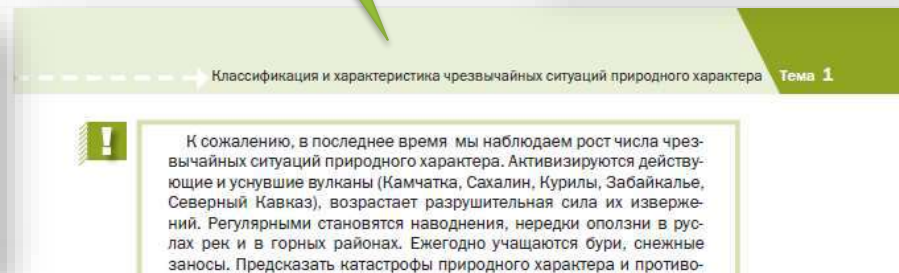 Классификация и характеристика чрезвычайных ситуаций природного характера Тема 1
!
К сожалению, в последнее время мы наблюдаем рост числа чрез-
вычайных ситуаций природного характера. Активизируются действу-
ющие и уснувшие вулканы (Камчатка, Сахалин, Курилы, Забайкалье,
Северный Кавказ), возрастает разрушительная сила их изверже-
ний. Регулярными становятся наводнения, нередки оползни в рус-
лах рек и в горных районах. Ежегодно учащаются бури, снежные
заносы. Предсказать катастрофы природного характера и противо-